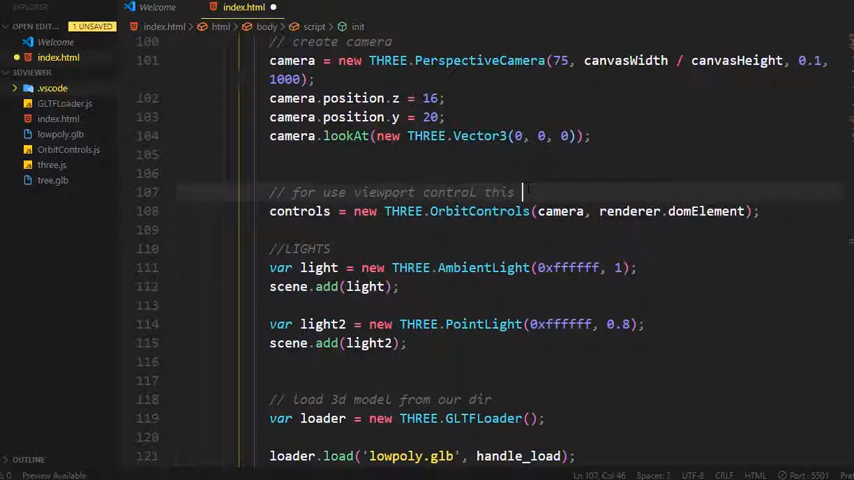 EXPLORER
OPEN EDIT... 1 UNSAVED
Welcome
index.html
3DVIEWER
.vscode
GLTFLoader.js
index.html
lowpoly.glb
OrbitControls.js
three.js
tree.glb
OUTLINE
Welcome
index.html
index.html > html > body > script > init
100 // create camera
101 camera = new THREE.PerspectiveCamera(75, canvasWidth / canvasHeight, 0.1,
1000);
102 camera.position.z = 16;
103 camera.position.y = 20;
104 camera.lookAt(new THREE.Vector3(0, 0, 0));
105
106
107 // for use viewport control this
108 controls = new THREE.OrbitControls(camera, renderer.domElement);
109
110 //LIGHTS
111 var light = new THREE.AmbientLight(0xffffff, 1);
112 scene.add(light);
113
114 var light2 = new THREE.PointLight(0xffffff, 0.8);
115 scene.add(light2);
116
117
118 // load 3d model from our dir
119 var loader = new THREE.GLTFLoader();
120
121 loader.load('lowpoly.glb', handle_load);
0 Preview Available Ln 107, Col 46 UTF-8 CRLF HTML Port : 5501